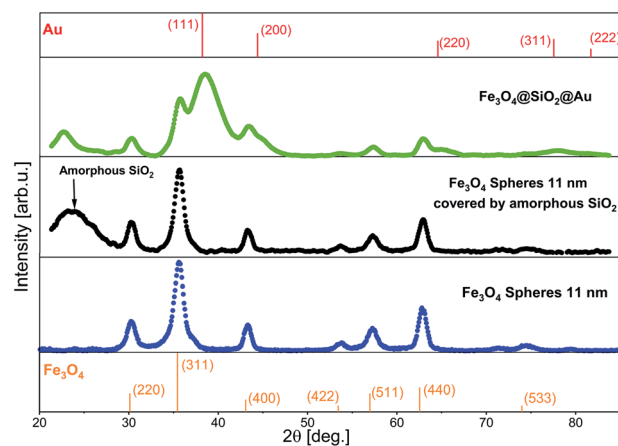 Au
(111)
(200)
(220)
(311)
(222)
Fe₃O₄@SiO₂@Au
Amorphous SiO₂
Fe₃O₄ Spheres 11 nm
covered by amorphous SiO₂
Fe₃O₄ Spheres 11 nm
Fe₃O₄
(220)
(311)
(400)
(422)
(511)
(440)
(533)
Intensity [arb.u.]
20 30 40 50 60 70 80
2θ [deg.]